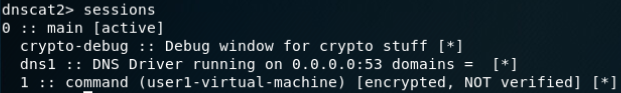 dnscat2> sessions
0 :: main [active]
  crypto-debug :: Debug window for crypto stuff [*]
  dns1 :: DNS Driver running on 0.0.0.0:53 domains =  [*]
  1 :: command (user1-virtual-machine) [encrypted, NOT verified] [*]